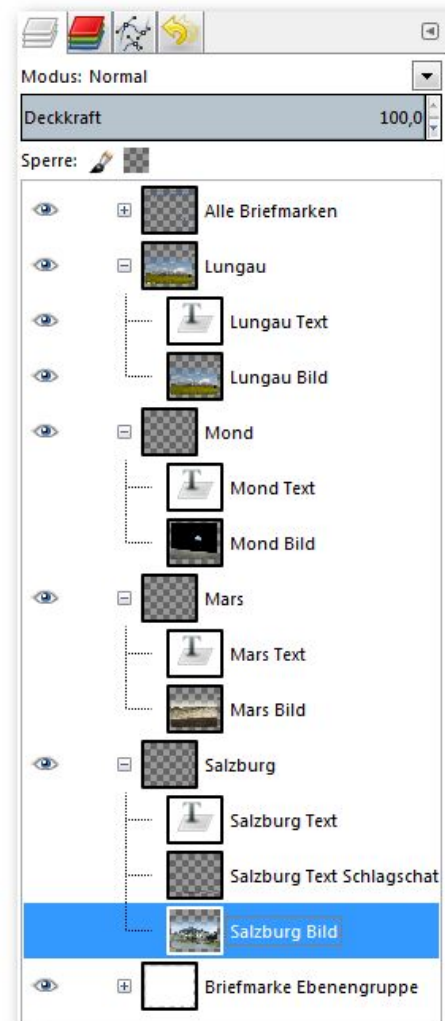 Modus: Normal
Deckkraft 100,0
Sperre:
Alle Briefmarken
Lungau
Lungau Text
Lungau Bild
Mond
Mond Text
Mond Bild
Mars
Mars Text
Mars Bild
Salzburg
Salzburg Text
Salzburg Text Schlagschat
Salzburg Bild
Briefmarke Ebenengruppe